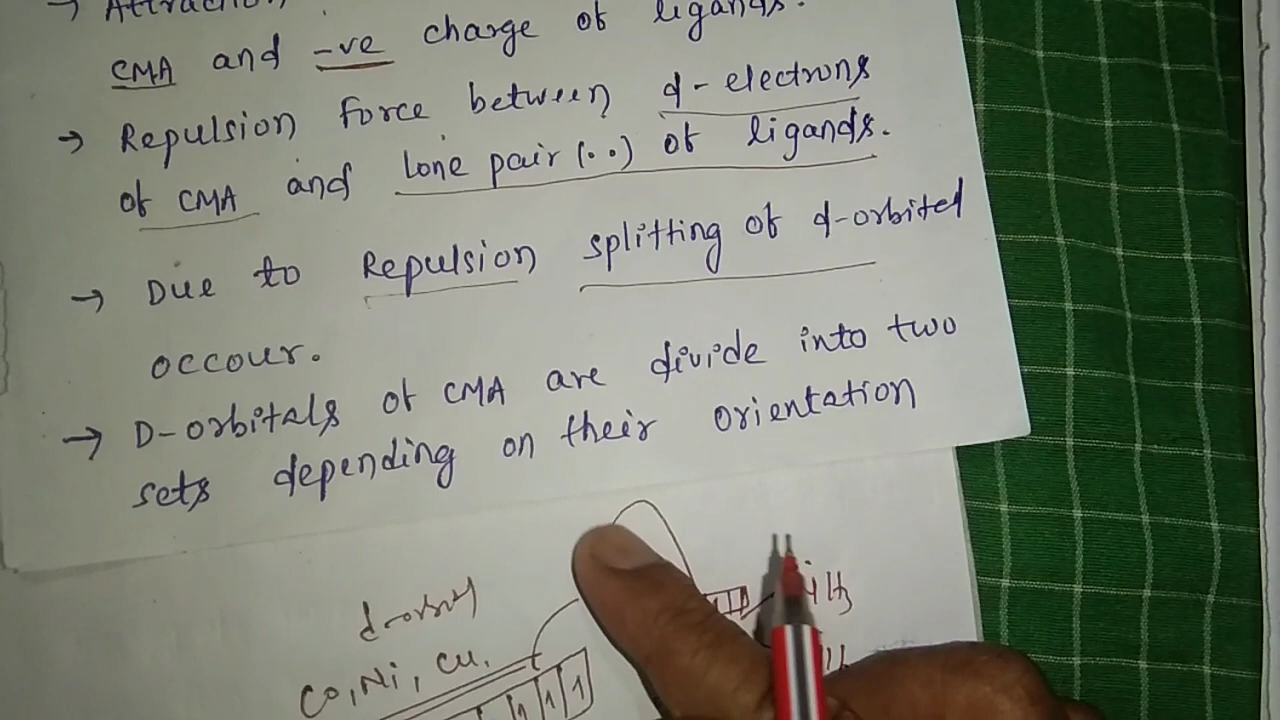 → Attraction
CMA and -ve charge of ligands.
→ Repulsion force between d-electrons
of CMA and lone pair (..) of ligands.
→ Due to Repulsion splitting of d-orbital
occour.
→ D-orbitals of CMA are divide into two
sets depending on their orientation
Co, Ni, Cu.